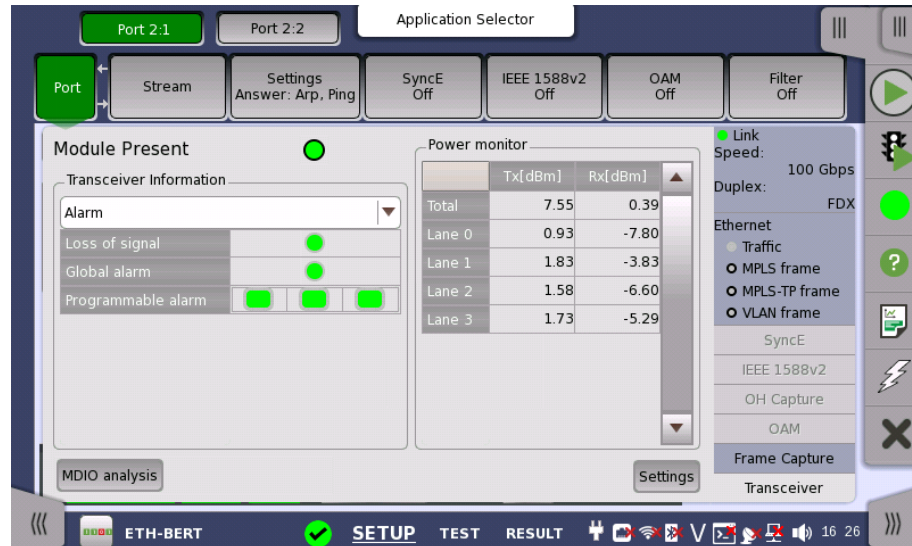 Application Selector
Port 2:1
Port 2:2
Port
Stream
Settings
Answer: Arp, Ping
SyncE
Off
IEEE 1588v2
Off
OAM
Off
Filter
Off
Module Present
Transceiver Information
Alarm
Loss of signal
Global alarm
Programmable alarm
MDIO analysis
Power monitor
Tx[dBm] Rx[dBm]
Total 7.55 0.39
Lane 0 0.93 -7.80
Lane 1 1.83 -3.83
Lane 2 1.58 -6.60
Lane 3 1.73 -5.29
Settings
Link
Speed:
100 Gbps
Duplex:
FDX
Ethernet
Traffic
MPLS frame
MPLS-TP frame
VLAN frame
SyncE
IEEE 1588v2
OH Capture
OAM
Frame Capture
Transceiver
ETH-BERT
SETUP TEST RESULT
16 26